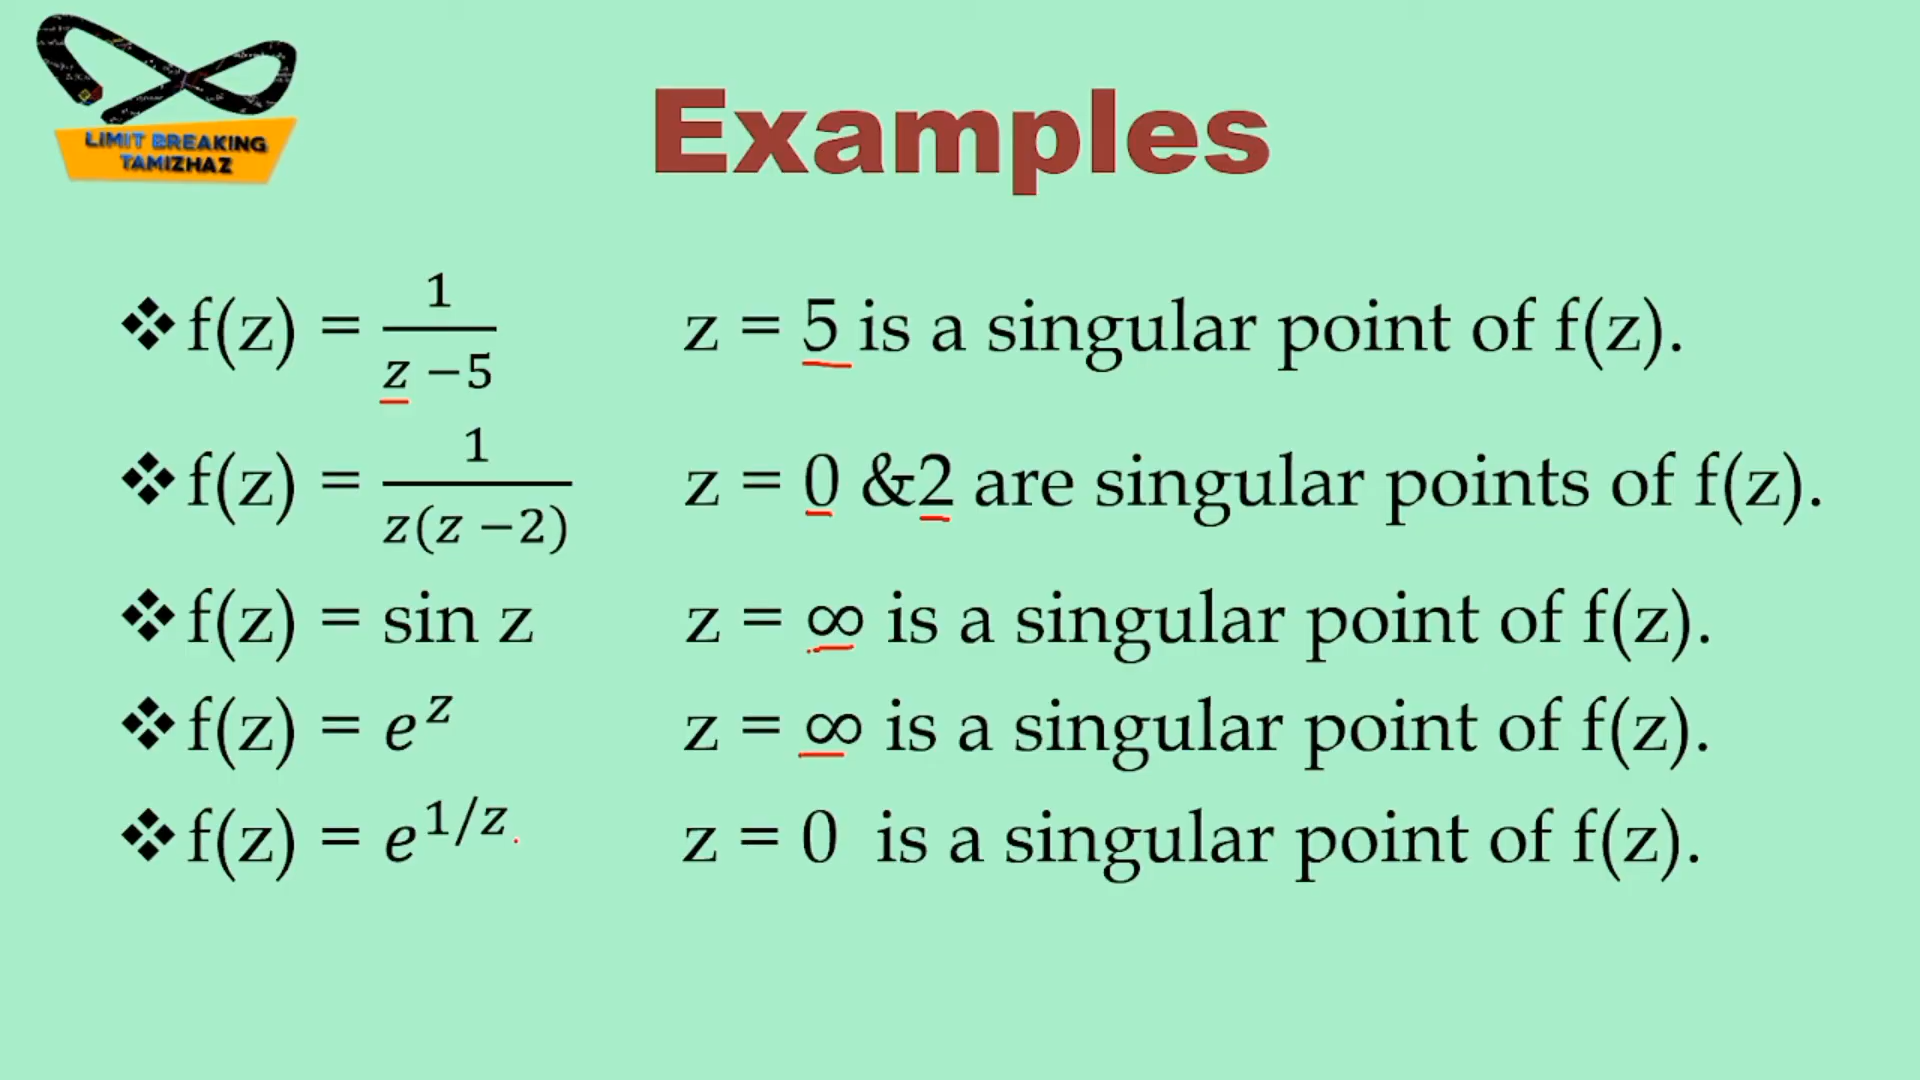 LIMIT BREAKING
TAMIZHAZ
Examples
❖f(z) = 1/(z −5) z = 5 is a singular point of f(z).
❖f(z) = 1/(z(z −2)) z = 0 &2 are singular points of f(z).
❖f(z) = sin z z = ∞ is a singular point of f(z).
❖f(z) = e^z z = ∞ is a singular point of f(z).
❖f(z) = e^(1/z) z = 0 is a singular point of f(z).